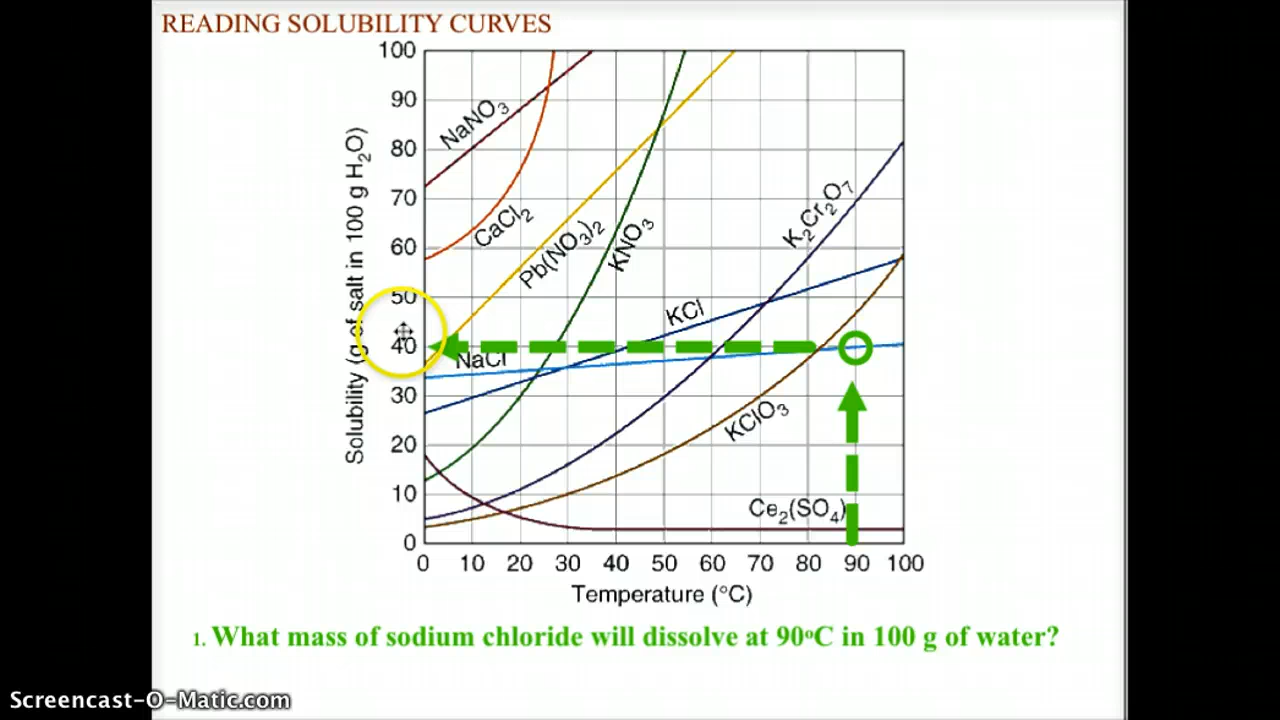 READING SOLUBILITY CURVES
100
90
80
70
60
50
40
30
20
10
0
Solubility (g of salt in 100 g H₂O)
NaNO₃
CaCl₂
Pb(NO₃)₂
KNO₃
K₂Cr₂O₇
KCl
NaCl
KClO₃
Ce₂(SO₄)
0 10 20 30 40 50 60 70 80 90 100
Temperature (°C)
1. What mass of sodium chloride will dissolve at 90°C in 100 g of water?
Screencast-O-Matic.com